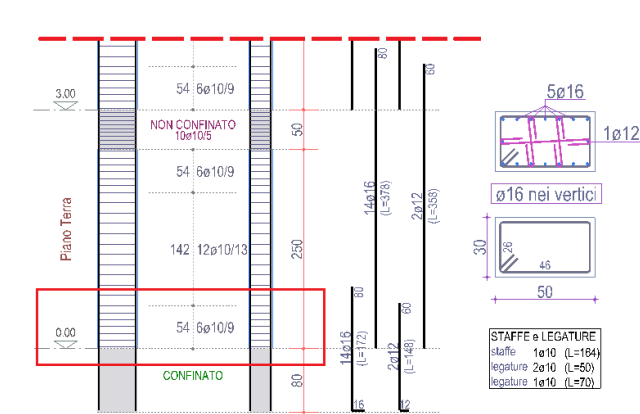 3.00
54 6ø10/9
NON CONFINATO
10ø10/5
50
54 6ø10/9
Piano Terra
142 12ø10/13
250
54 6ø10/9
0.00
CONFINATO
80
80
60
14ø16
(L=378)
2ø12
(L=358)
80
60
14ø16
(L=172)
2ø12
(L=148)
16
12
5ø16
1ø12
ø16 nei vertici
30
26
46
50
STAFFE e LEGATURE
staffe 1ø10 (L=164)
legature 2ø10 (L=50)
legature 1ø10 (L=70)